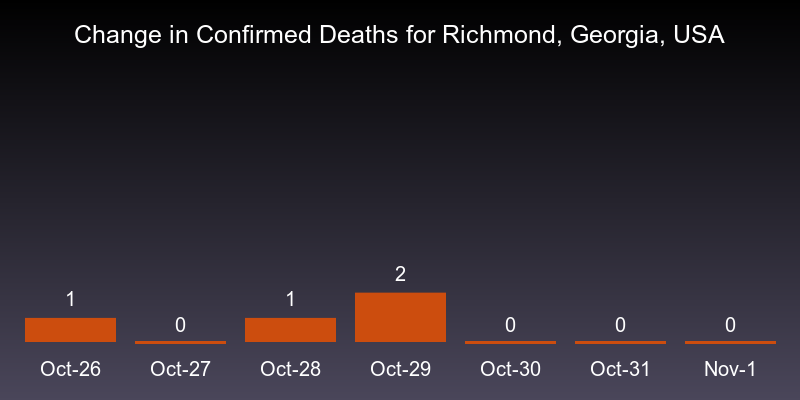 Change in Confirmed Deaths for Richmond, Georgia, USA
1 0 1 2 0 0 0
Oct-26 Oct-27 Oct-28 Oct-29 Oct-30 Oct-31 Nov-1